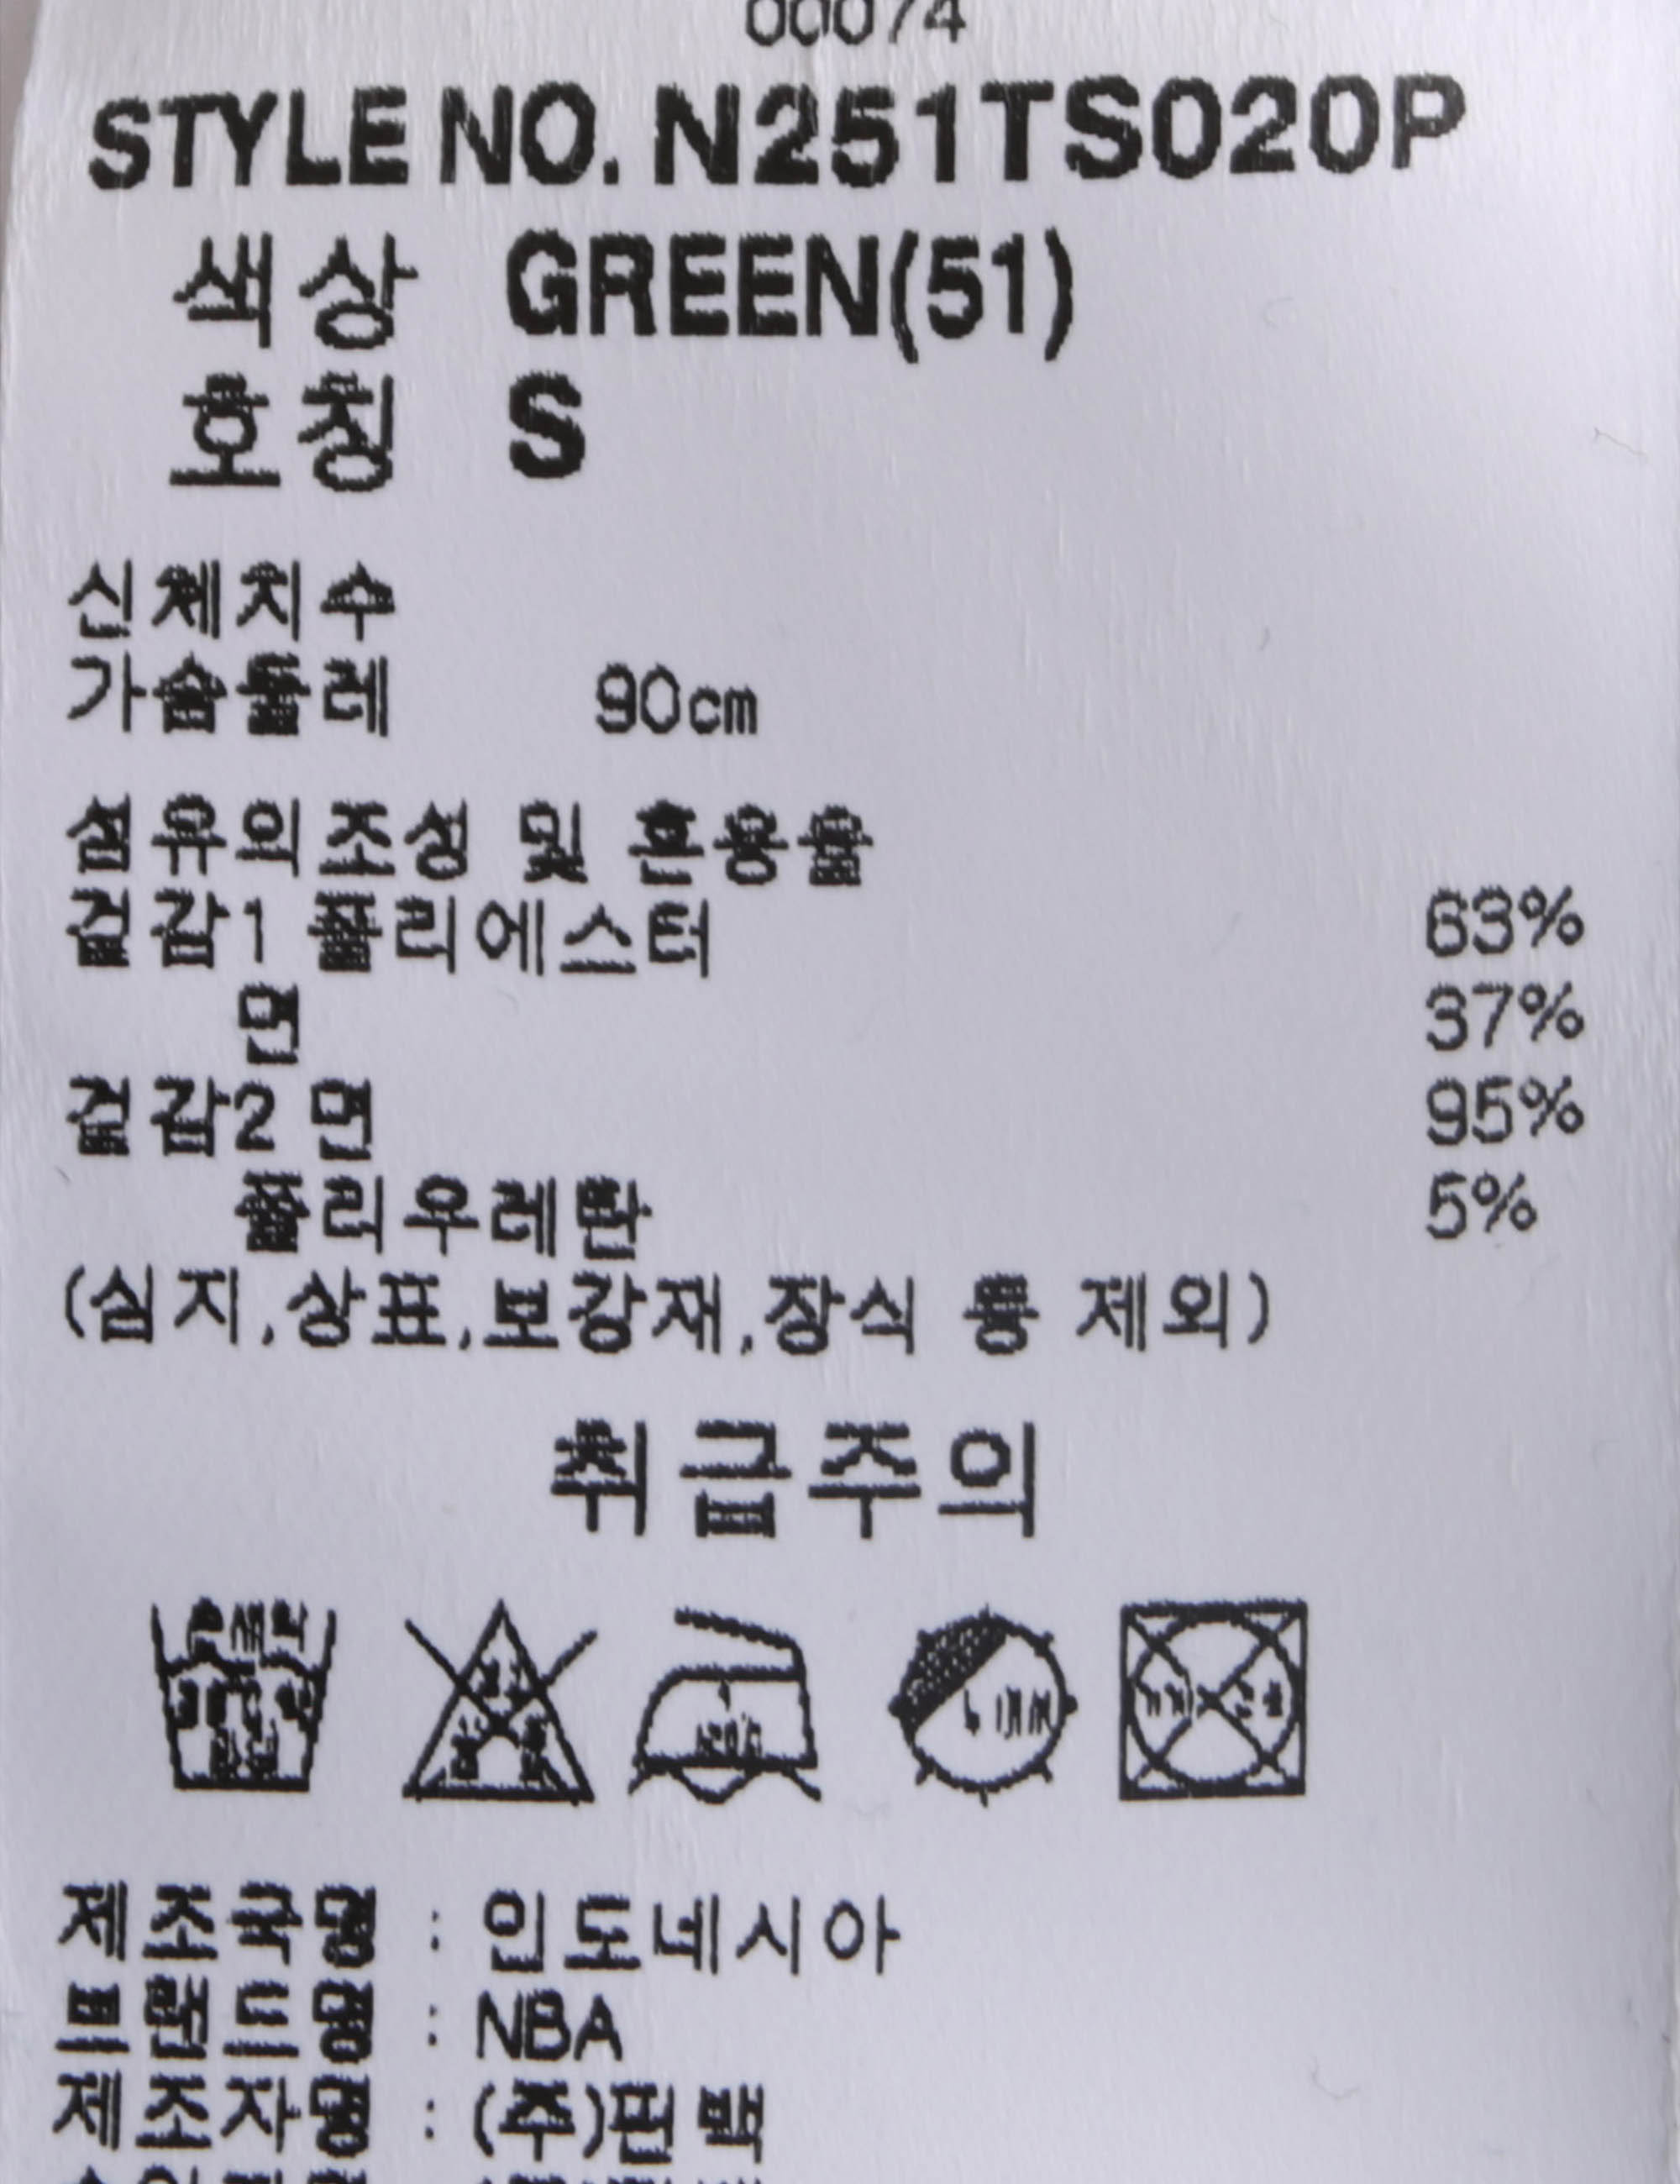 00074
STYLE NO. N251TS020P
색상 GREEN(51)
호칭 S
신체치수
가슴둘레 90cm
섬유의조성 및 혼용률
겉감1 폴리에스터 63%
면 37%
겉감2 면 95%
폴리우레탄 5%
(심지,상표,보강재,장식 등 제외)
취급주의
제조국명 : 인도네시아
브랜드명 : NBA
제조자명 : (주)펀백